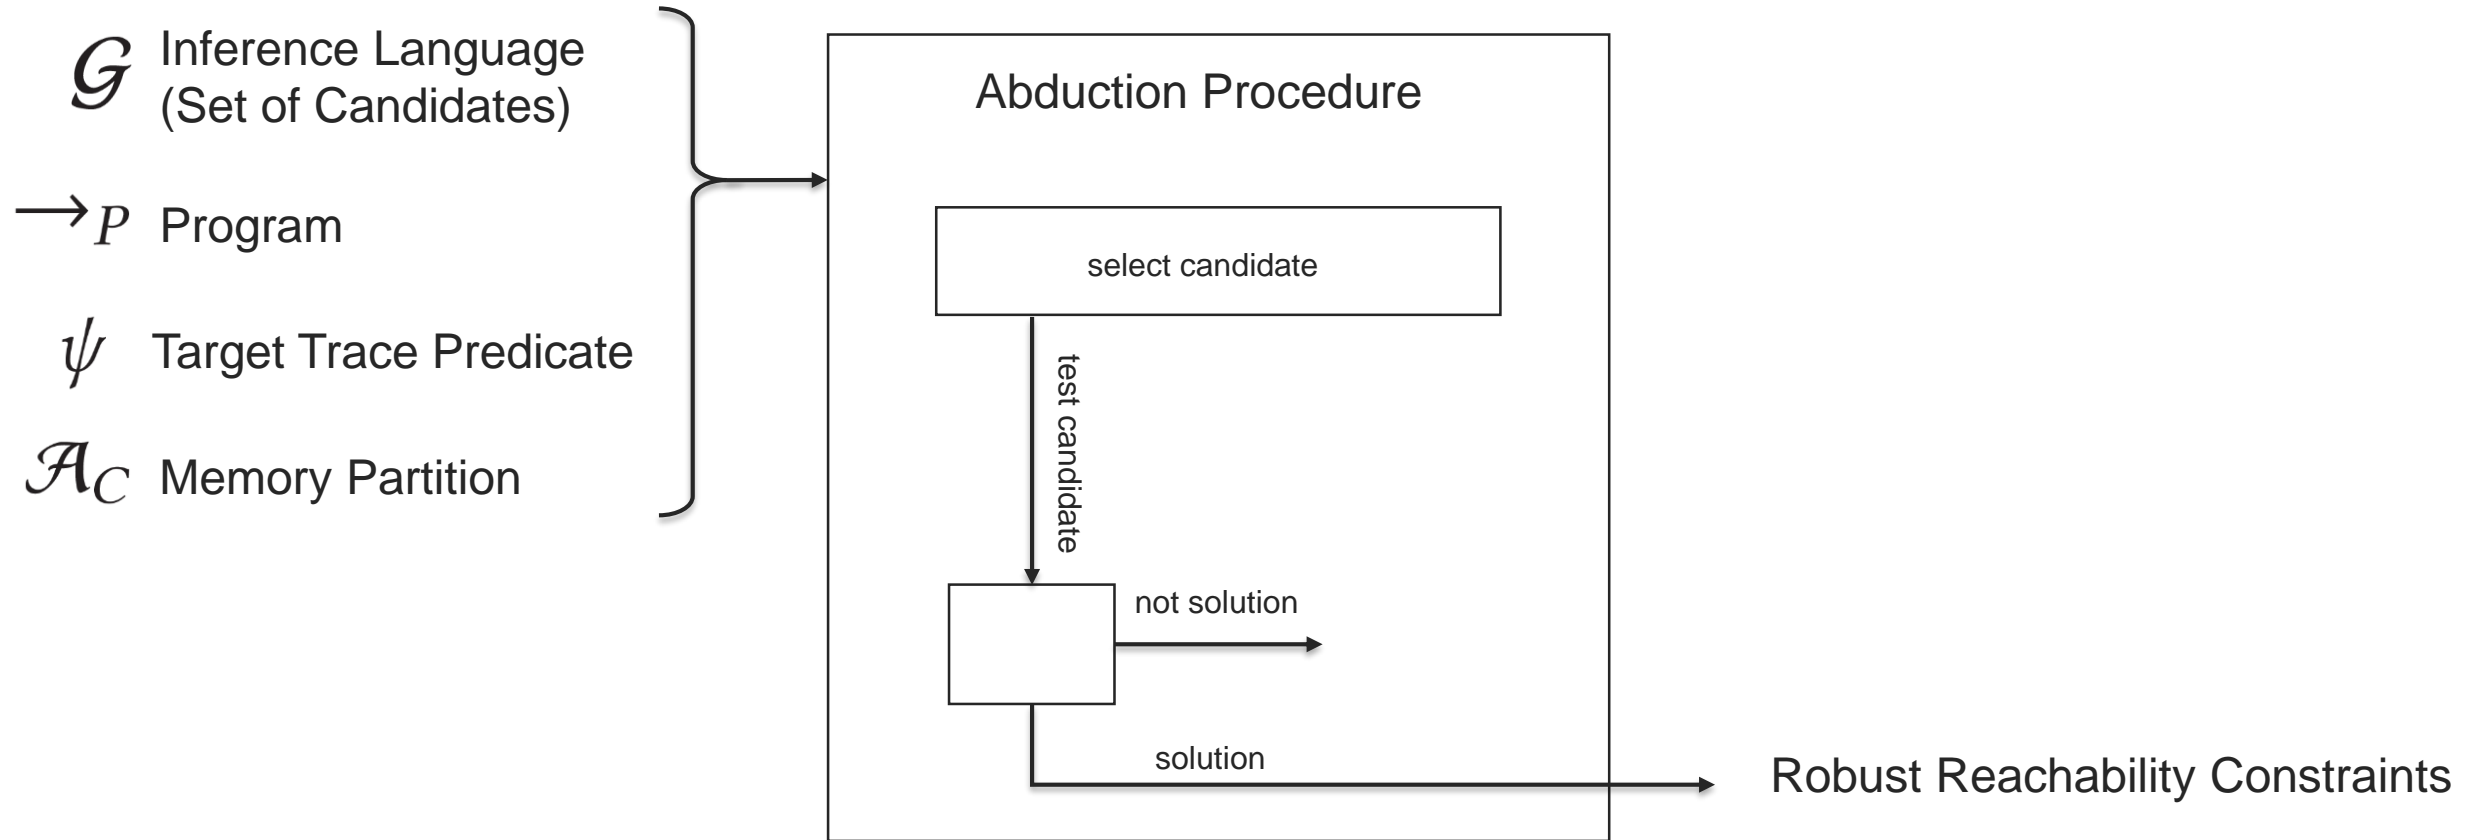 𝒢 Inference Language
(Set of Candidates)
→P Program
ψ Target Trace Predicate
𝒜C Memory Partition
Abduction Procedure
select candidate
test candidate
not solution
solution
Robust Reachability Constraints